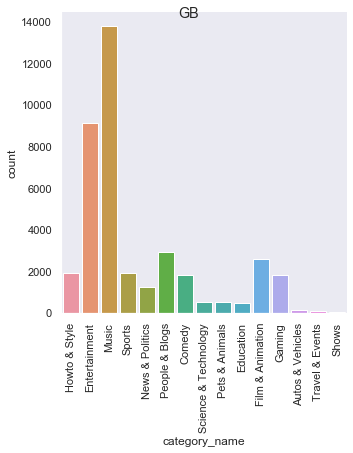 GB
14000
12000
10000
8000
6000
4000
2000
0
count
Howto & Style
Entertainment
Music
Sports
News & Politics
People & Blogs
Comedy
Science & Technology
Pets & Animals
Education
Film & Animation
Gaming
Autos & Vehicles
Travel & Events
Shows
category_name